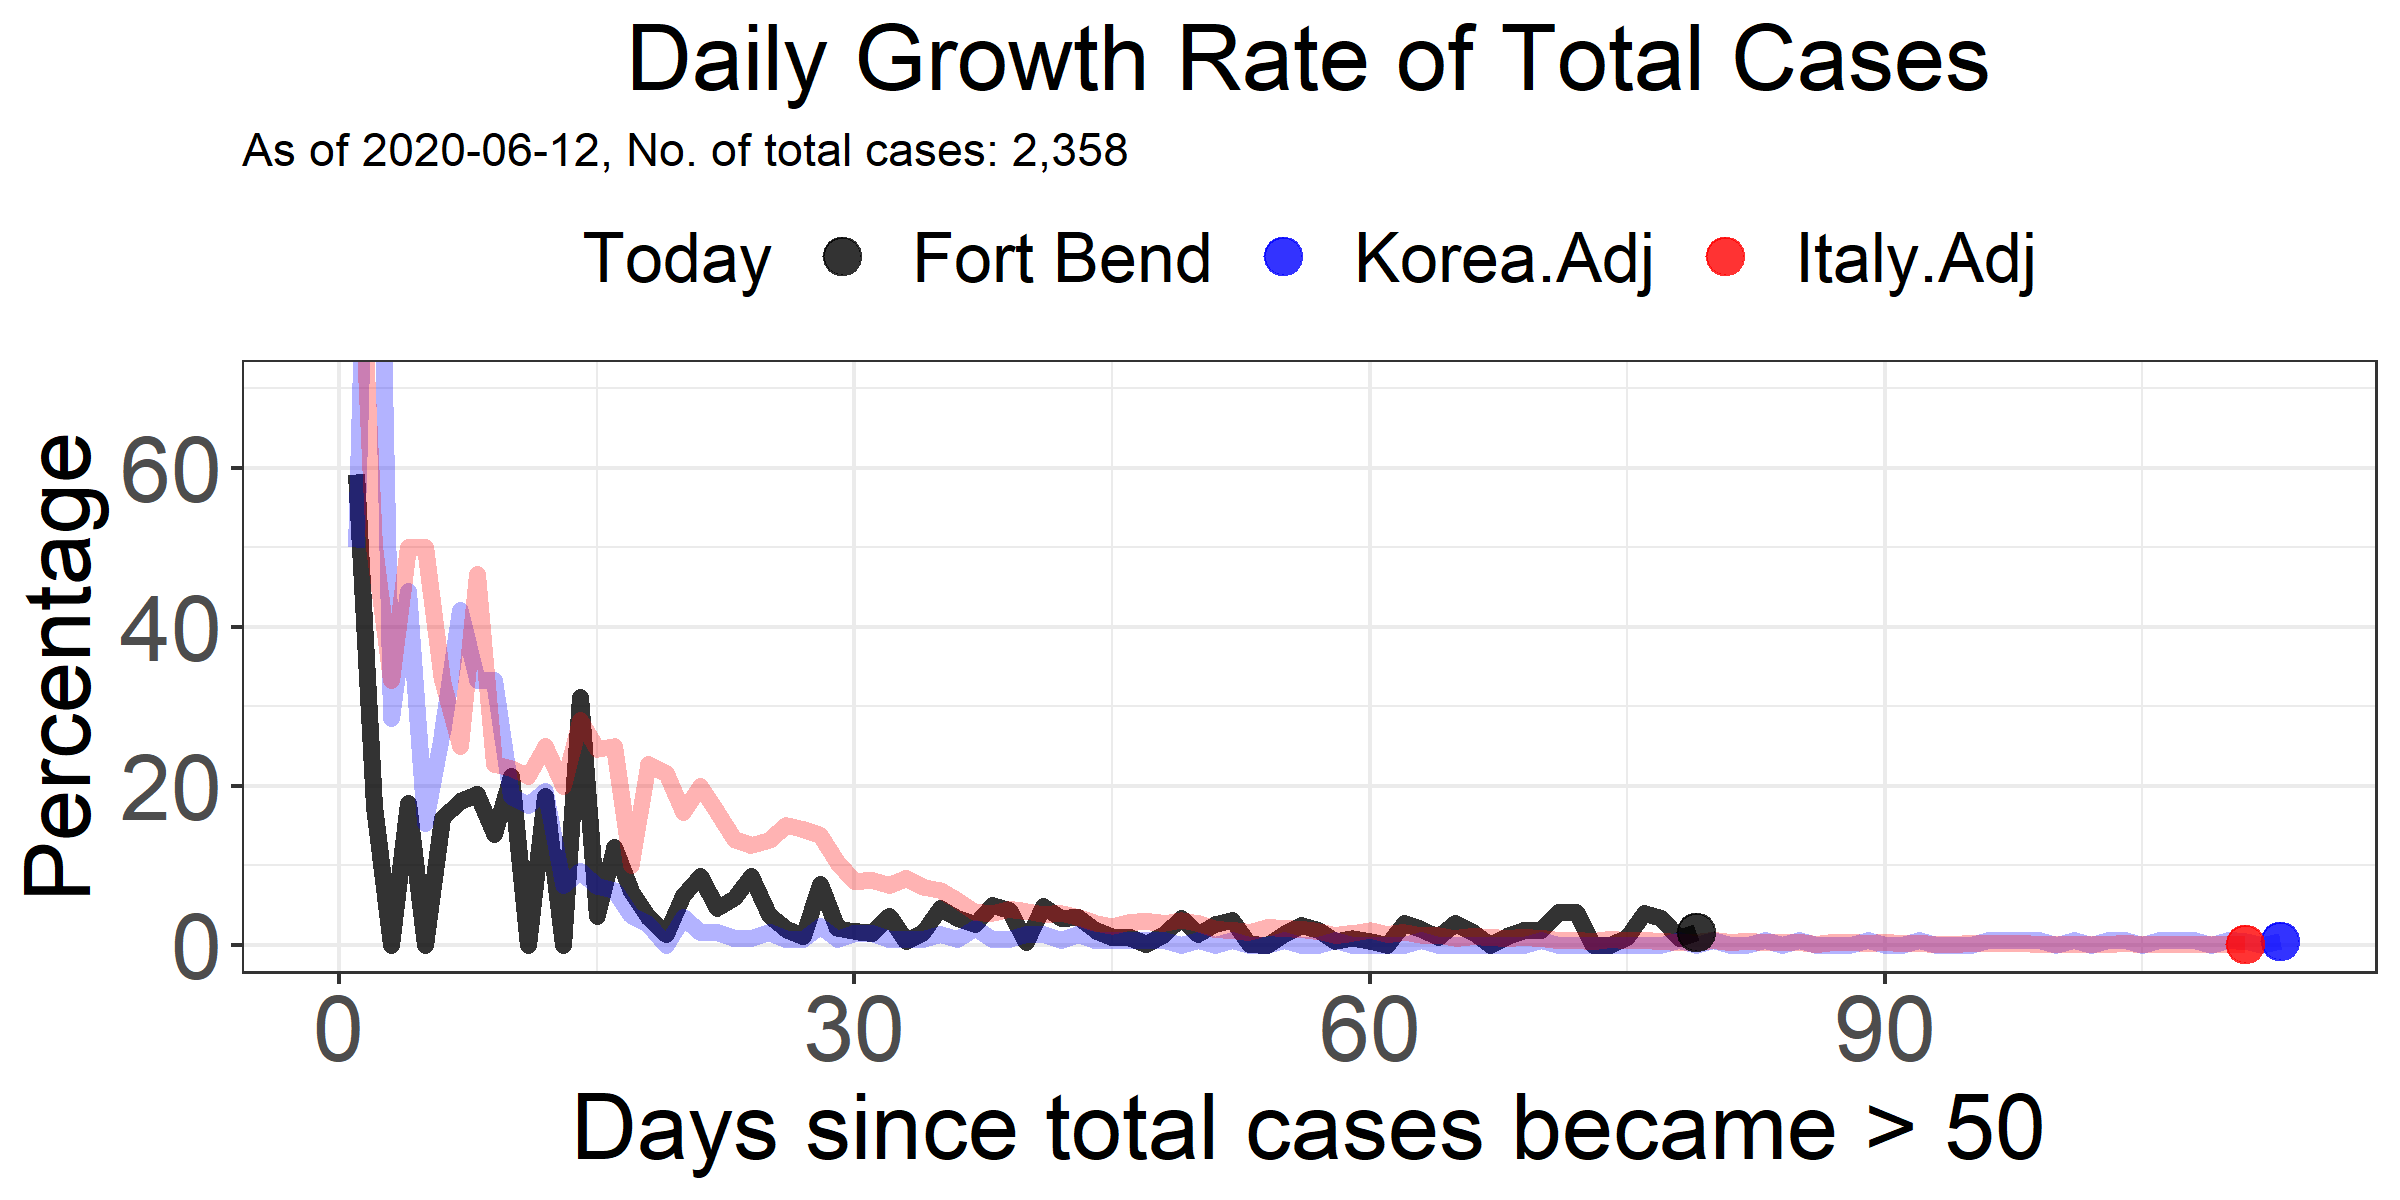 Daily Growth Rate of Total Cases
As of 2020-06-12, No. of total cases: 2,358
Today Fort Bend Korea.Adj Italy.Adj
Percentage
60
40
20
0
0 30 60 90
Days since total cases became > 50